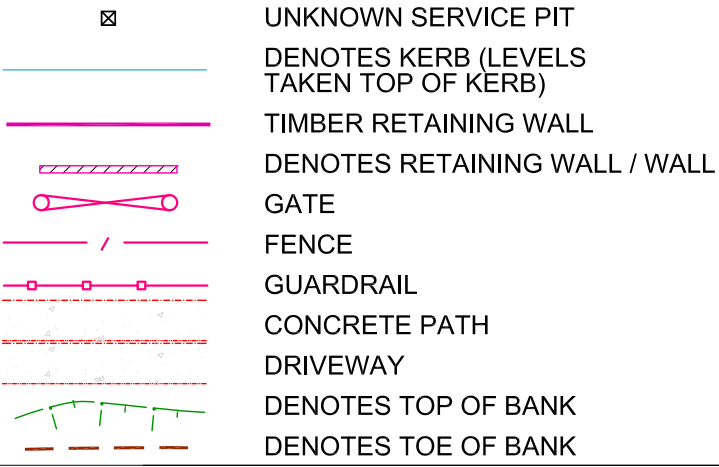 UNKNOWN SERVICE PIT
DENOTES KERB (LEVELS
TAKEN TOP OF KERB)
TIMBER RETAINING WALL
DENOTES RETAINING WALL / WALL
GATE
FENCE
GUARDRAIL
CONCRETE PATH
DRIVEWAY
DENOTES TOP OF BANK
DENOTES TOE OF BANK